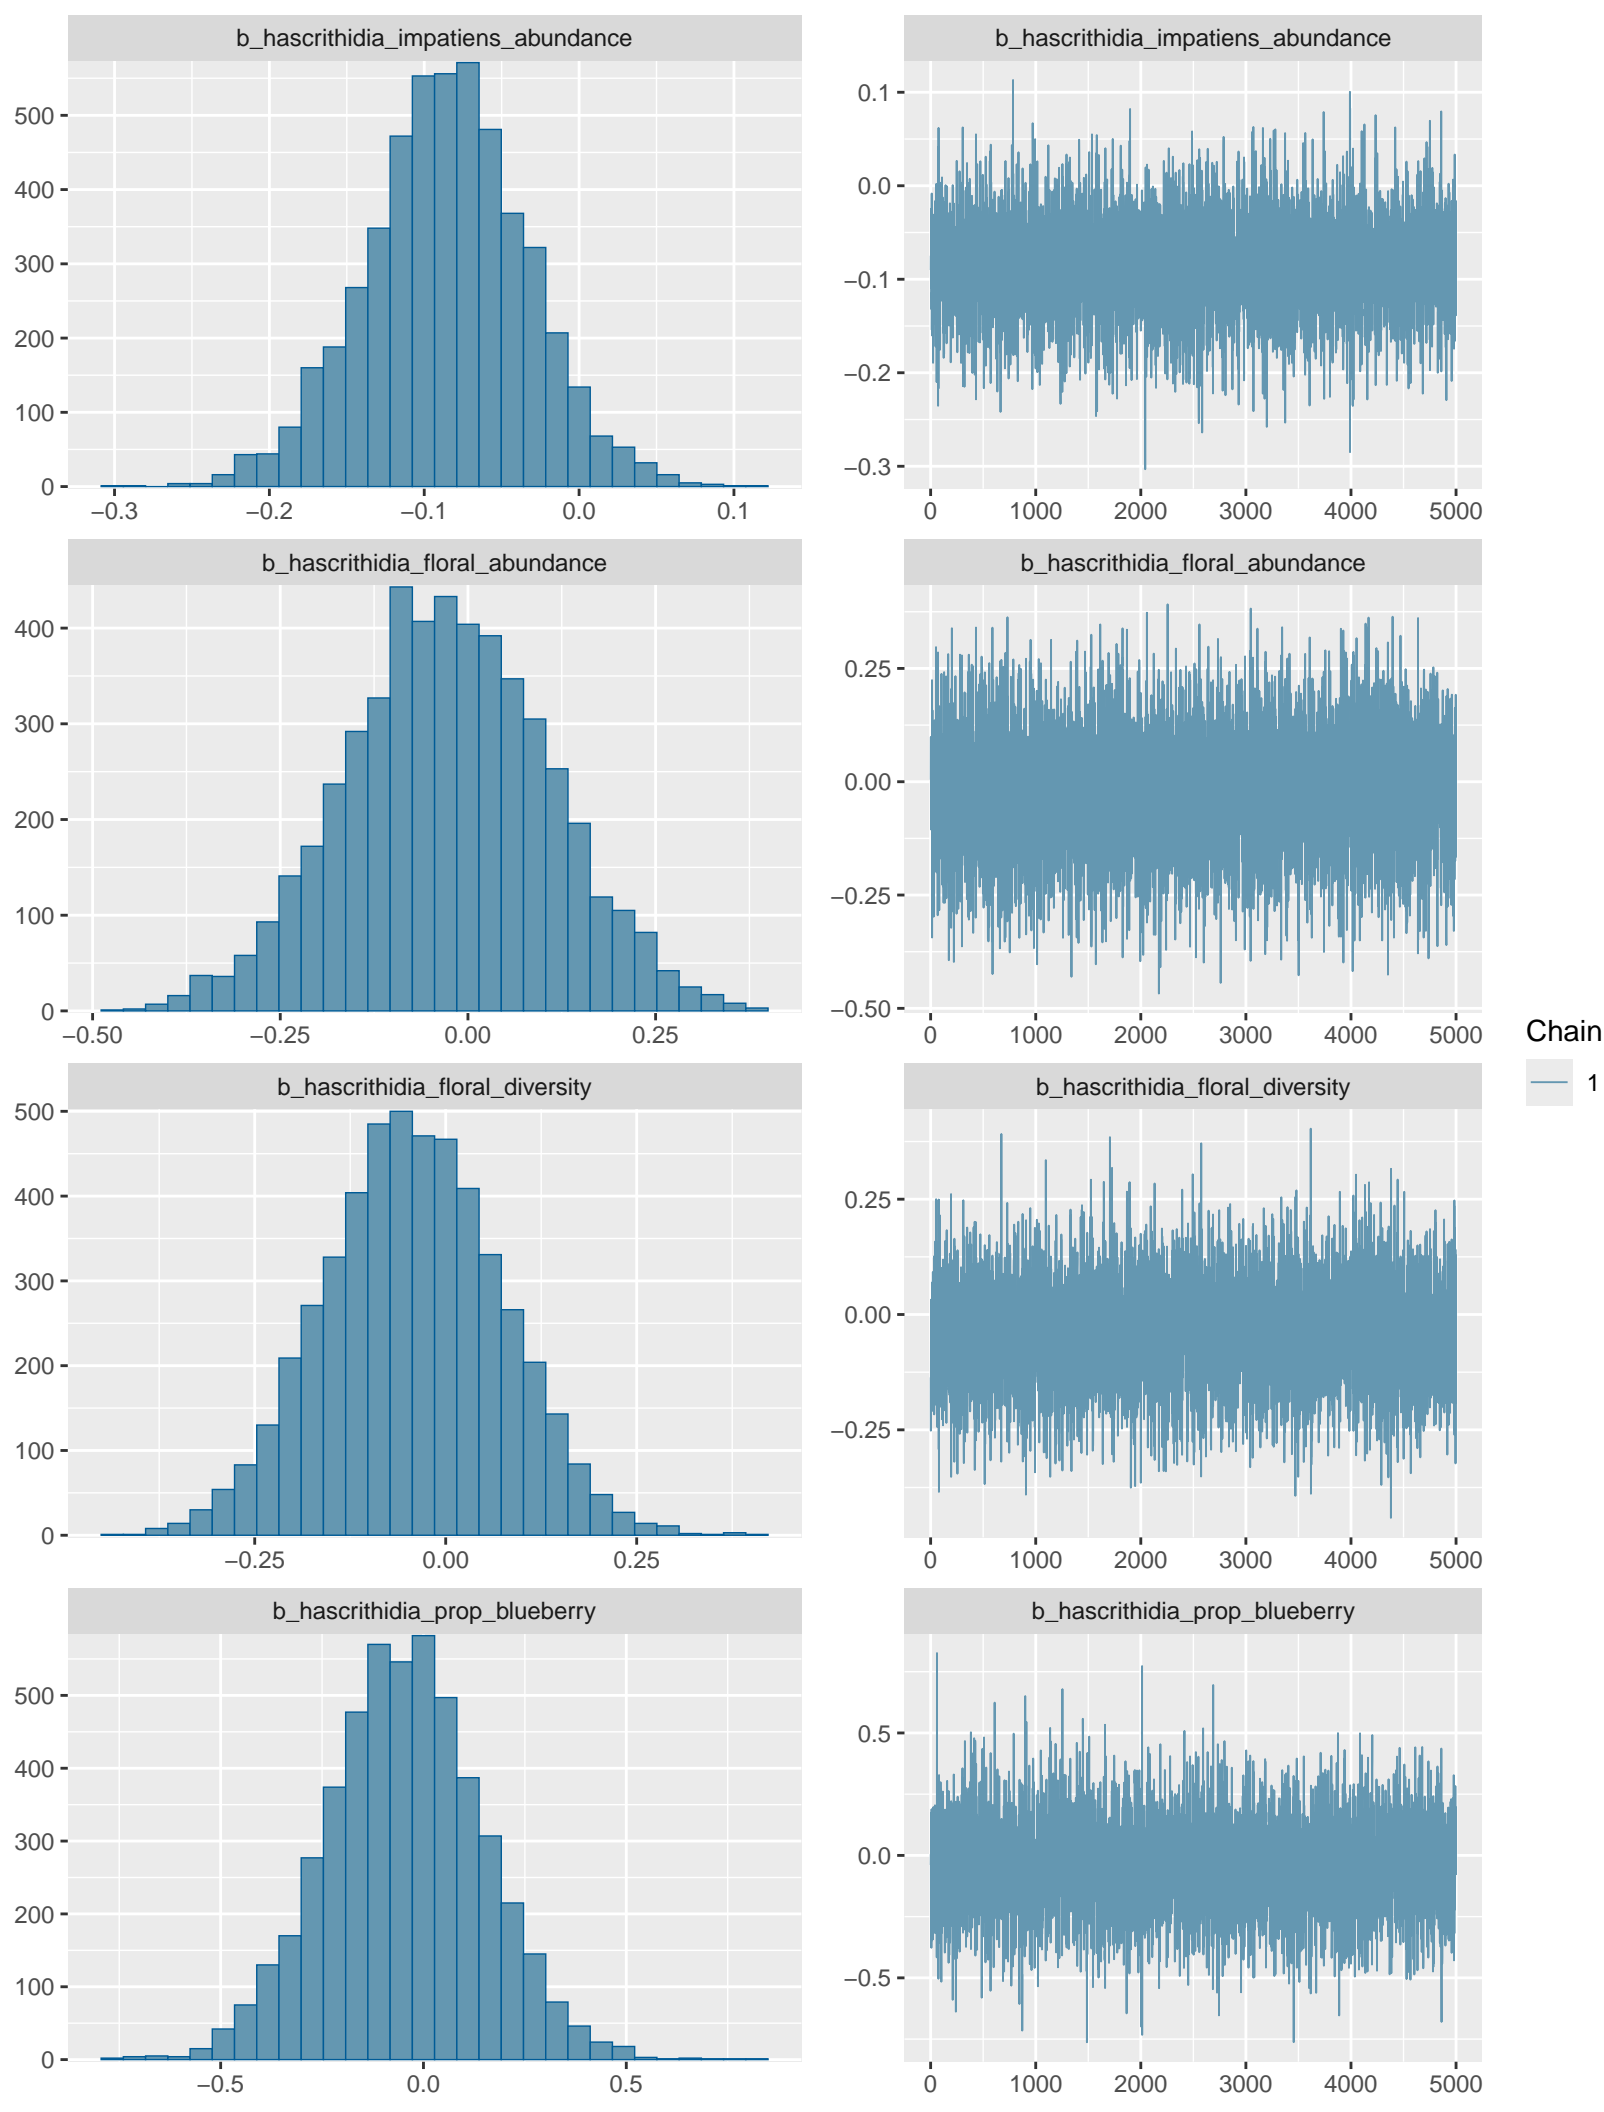 b_hascrithidia_impatiens_abundance
b_hascrithidia_impatiens_abundance
500
400
300
200
100
0
−0.3 −0.2 −0.1 0.0 0.1
0.1
0.0
−0.1
−0.2
−0.3
0 1000 2000 3000 4000 5000
b_hascrithidia_floral_abundance
b_hascrithidia_floral_abundance
400
300
200
100
0
−0.50 −0.25 0.00 0.25
0.25
0.00
−0.25
−0.50
0 1000 2000 3000 4000 5000
b_hascrithidia_floral_diversity
b_hascrithidia_floral_diversity
500
400
300
200
100
0
−0.25 0.00 0.25
0.25
0.00
−0.25
0 1000 2000 3000 4000 5000
b_hascrithidia_prop_blueberry
b_hascrithidia_prop_blueberry
500
400
300
200
100
0
−0.5 0.0 0.5
0.5
0.0
−0.5
0 1000 2000 3000 4000 5000
Chain
1